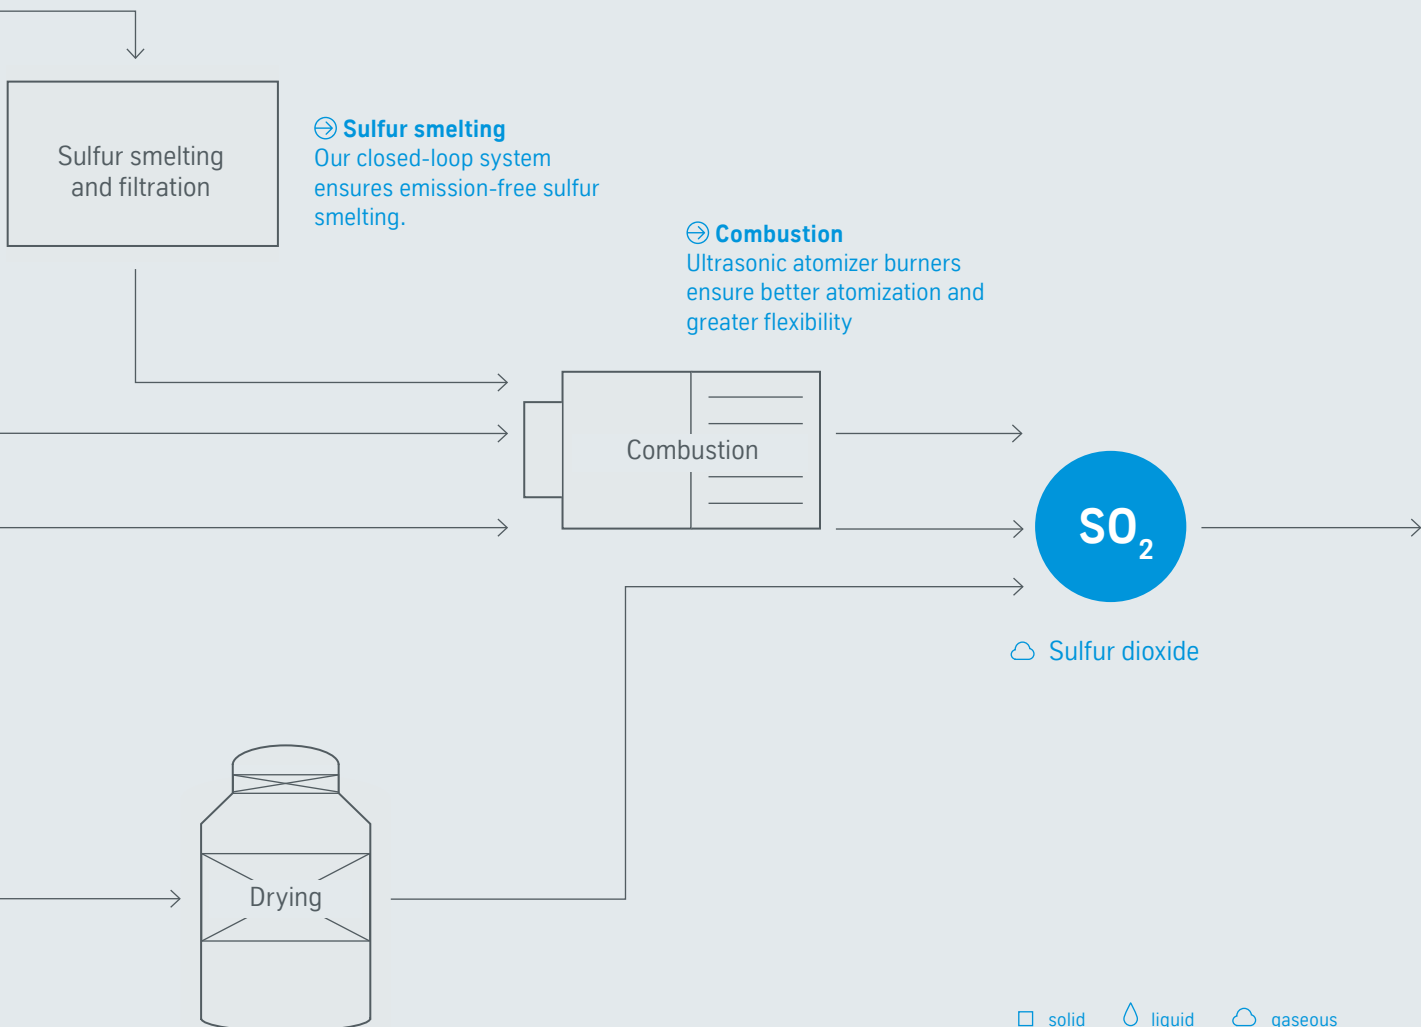 Sulfur smelting
and filtration
Sulfur smelting
Our closed-loop system
ensures emission-free sulfur
smelting.
Combustion
Ultrasonic atomizer burners
ensure better atomization and
greater flexibility
Combustion
SO₂
Sulfur dioxide
Drying
solid liquid gaseous